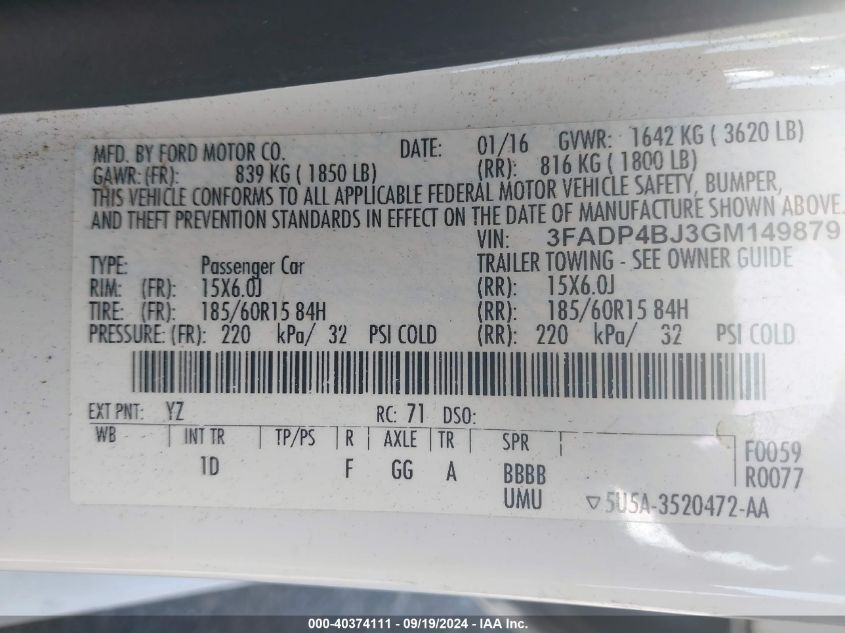 MFD. BY FORD MOTOR CO. DATE: 01/16 GVWR: 1642 KG ( 3620 LB)
GAWR: (FR): 839 KG ( 1850 LB) (RR): 816 KG ( 1800 LB)
THIS VEHICLE CONFORMS TO ALL APPLICABLE FEDERAL MOTOR VEHICLE SAFETY, BUMPER,
AND THEFT PREVENTION STANDARDS IN EFFECT ON THE DATE OF MANUFACTURE SHOWN ABOVE.
VIN: 3FADP4BJ3GM149879
TYPE: Passenger Car TRAILER TOWING - SEE OWNER GUIDE
RIM: (FR): 15X6.0J (RR): 15X6.0J
TIRE: (FR): 185/60R15 84H (RR): 185/60R15 84H
PRESSURE: (FR): 220 kPa/ 32 PSI COLD (RR): 220 kPa/ 32 PSI COLD
EXT PNT: YZ RC: 71 DSO:
WB INT TR TP/PS R AXLE TR SPR F0059
1D F GG A BBBB R0077
UMU ▽5U5A-3520472-AA
000-40374111 - 09/19/2024 - IAAI Inc.